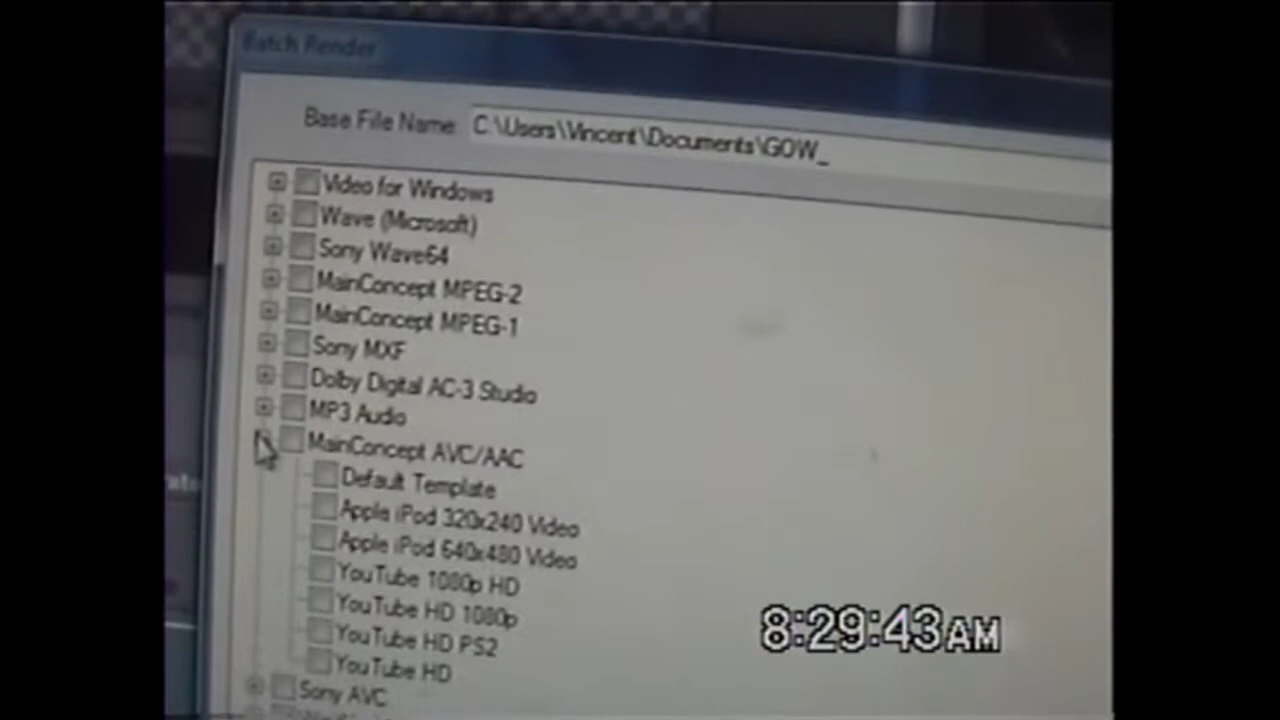 Batch Render
Base File Name: C:\Users\Vincent\Documents\GOW_
Video for Windows
Wave (Microsoft)
Sony Wave64
MainConcept MPEG-2
MainConcept MPEG-1
Sony MXF
Dolby Digital AC-3 Studio
MP3 Audio
MainConcept AVC/AAC
Default Template
Apple iPod 320x240 Video
Apple iPod 640x480 Video
YouTube 1080p HD
YouTube HD 1080p
YouTube HD PS2
YouTube HD
8:29:43AM
Sony AVC